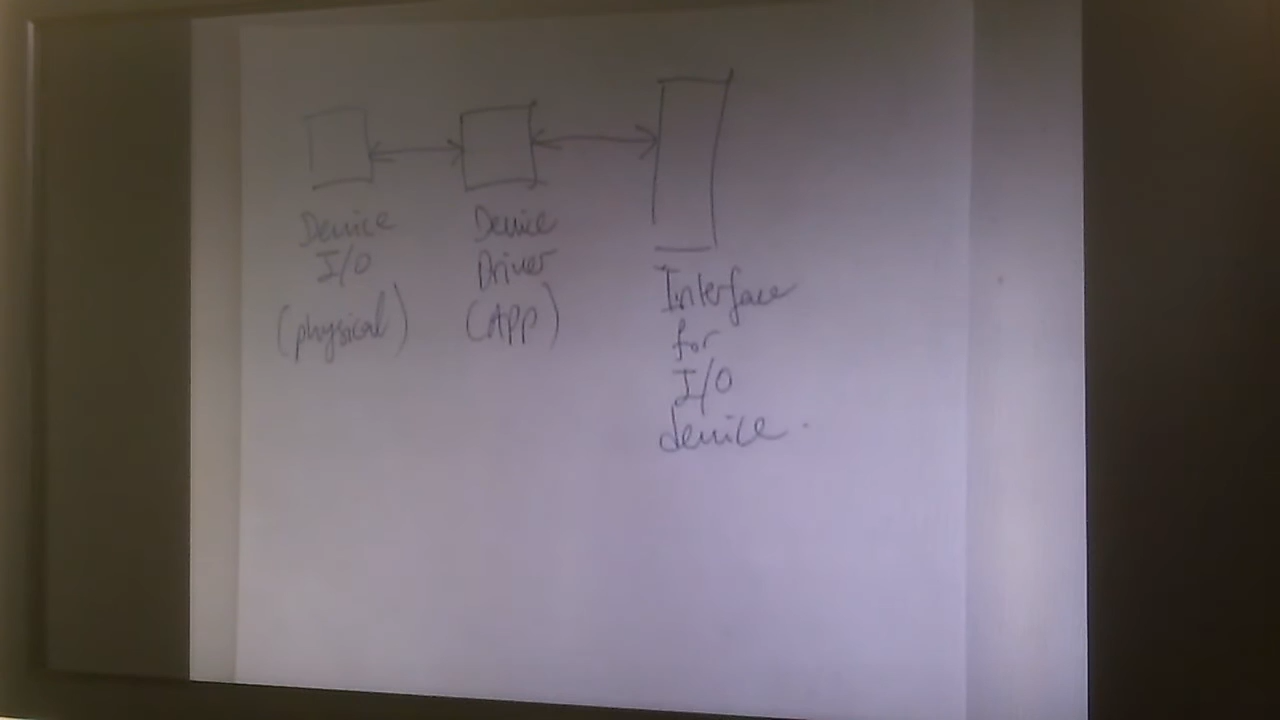 Device
I/O
(physical)
Device
Driver
(APP)
Interface
for
I/O
device.